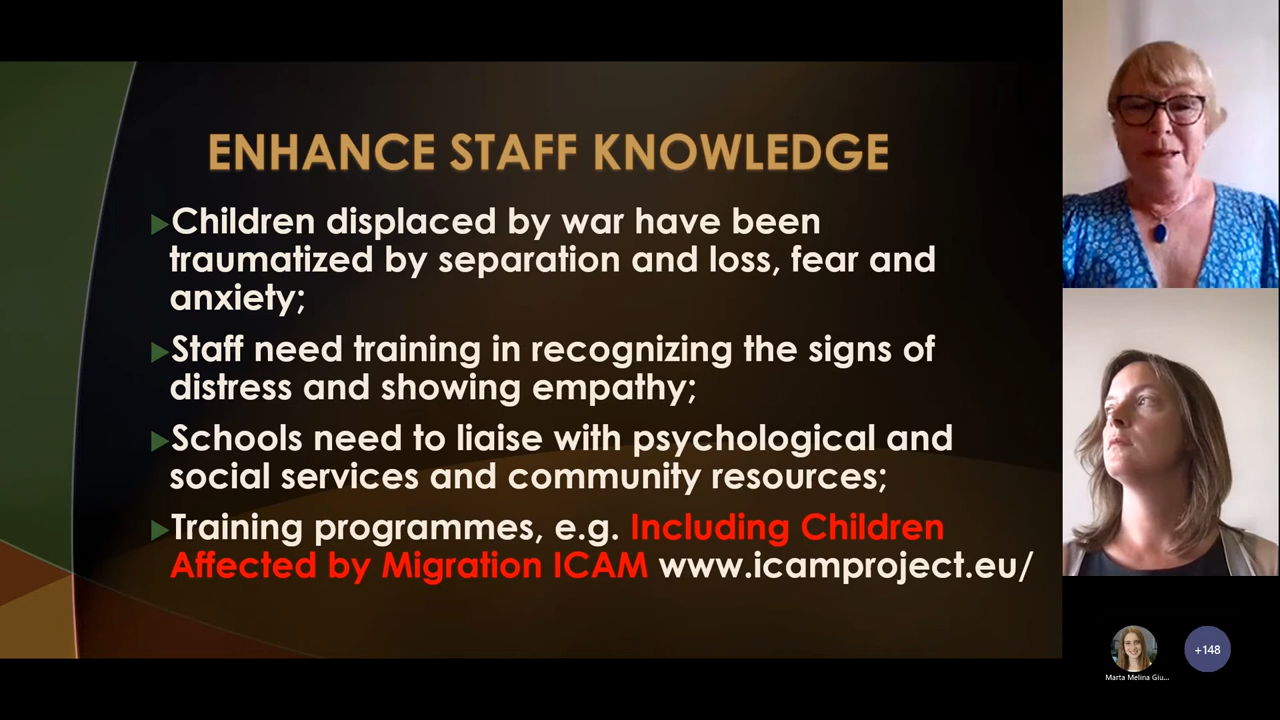 ENHANCE STAFF KNOWLEDGE
Children displaced by war have been
traumatized by separation and loss, fear and
anxiety;
Staff need training in recognizing the signs of
distress and showing empathy;
Schools need to liaise with psychological and
social services and community resources;
Training programmes, e.g. Including Children
Affected by Migration ICAM www.icamproject.eu/
+148
Marta Melina Giu...